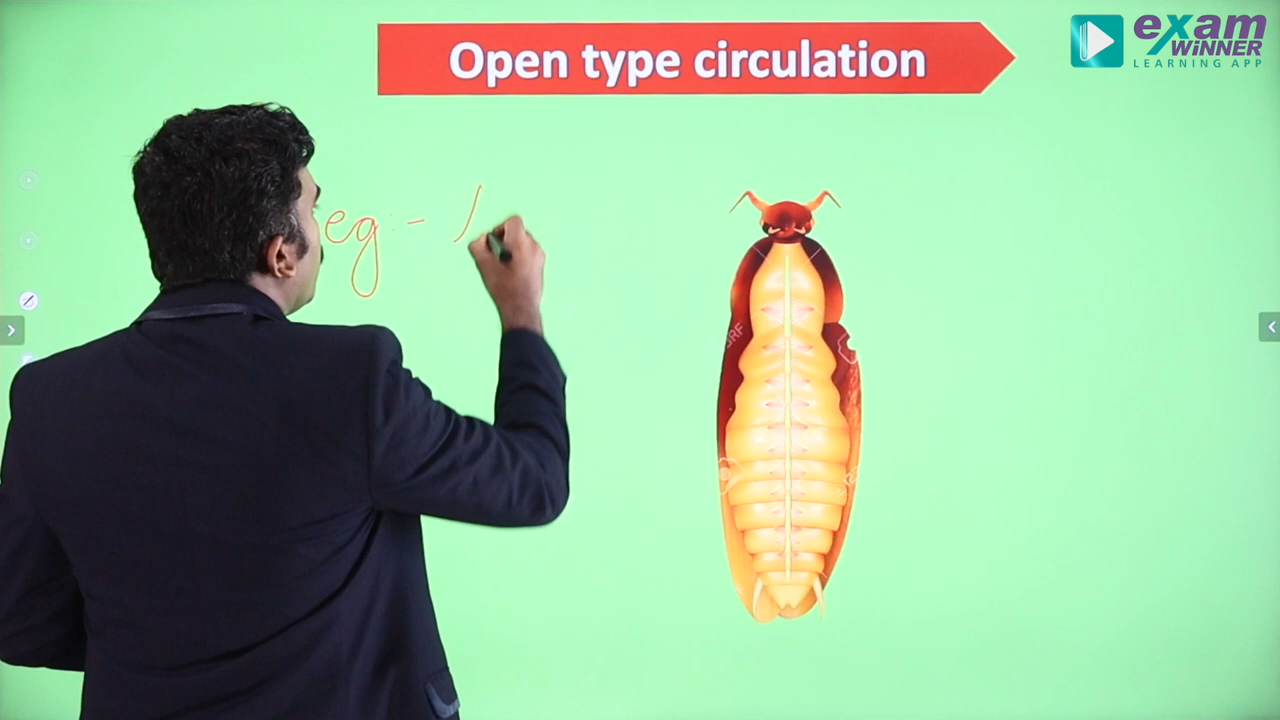 Open type circulation
exam
WiNNER
LEARNING APP
eg :-